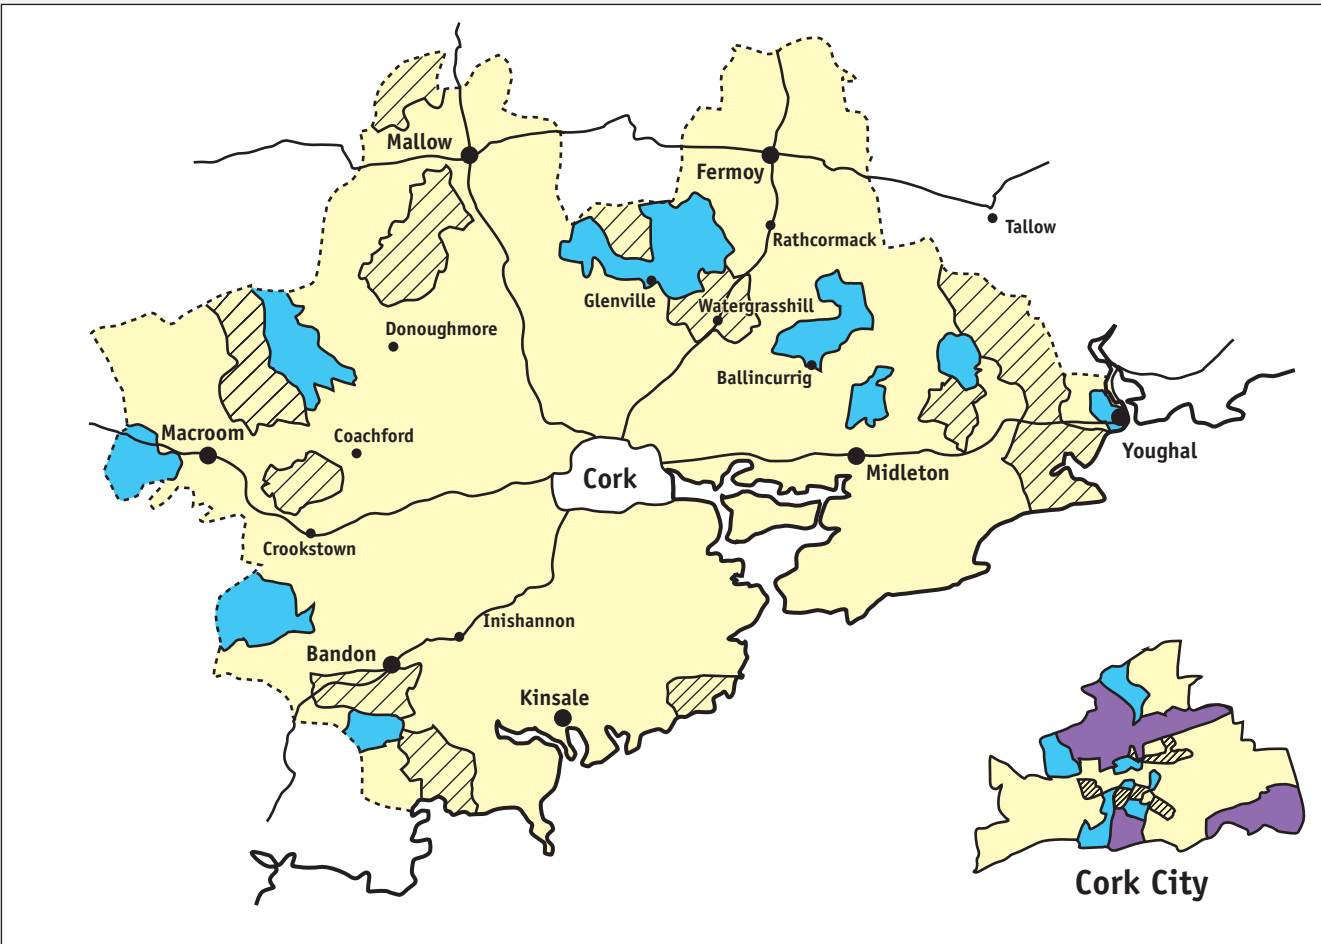 Mallow
Fermoy
Tallow
Rathcormack
Glenville
Watergrasshill
Donoughmore
Ballincurrig
Macroom
Coachford
Youghal
Cork
Midleton
Crookstown
Inishannon
Bandon
Kinsale
Cork City